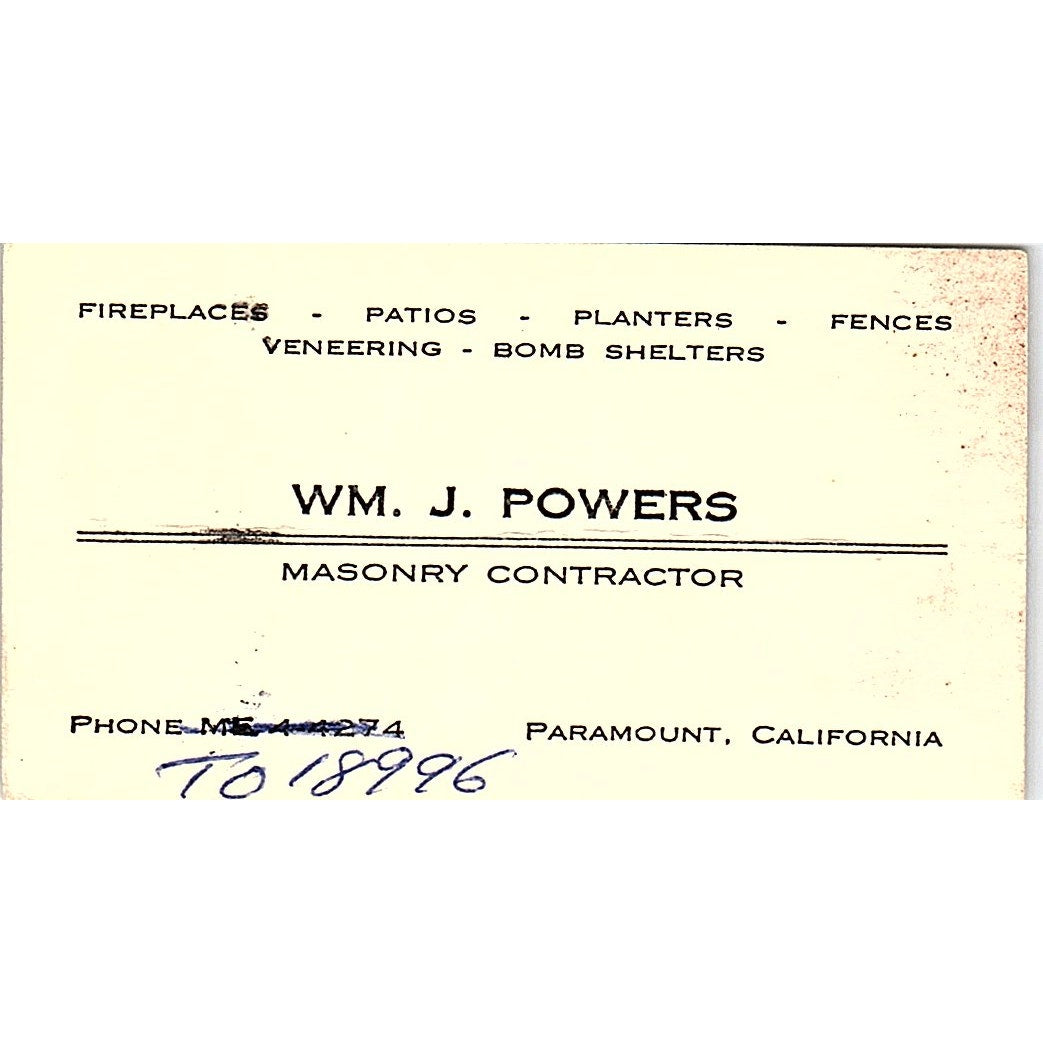 FIREPLACES - PATIOS - PLANTERS - FENCES
VENEERING - BOMB SHELTERS
WM. J. POWERS
MASONRY CONTRACTOR
PHONE ME 4-4274 PARAMOUNT, CALIFORNIA
TO 18996